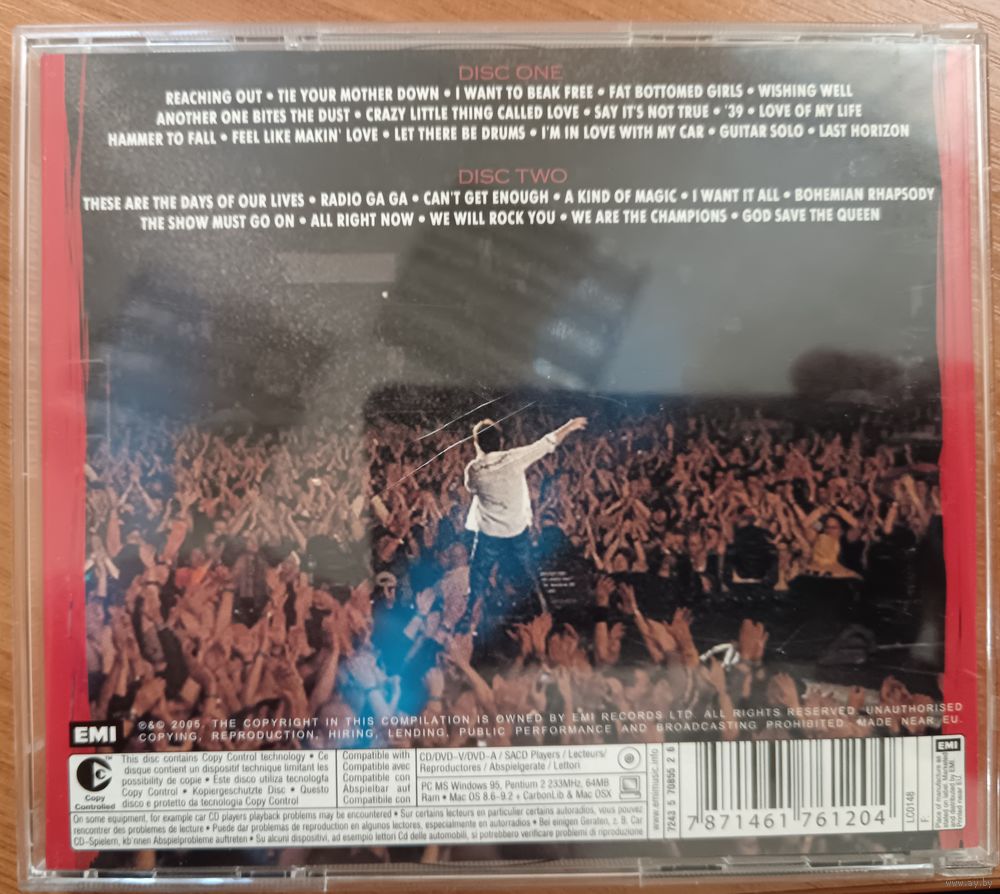 DISC ONE
REACHING OUT • TIE YOUR MOTHER DOWN • I WANT TO BEAK FREE • FAT BOTTOMED GIRLS • WISHING WELL
ANOTHER ONE BITES THE DUST • CRAZY LITTLE THING CALLED LOVE • SAY IT'S NOT TRUE • '39 • LOVE OF MY LIFE
HAMMER TO FALL • FEEL LIKE MAKIN' LOVE • LET THERE BE DRUMS • I'M IN LOVE WITH MY CAR • GUITAR SOLO • LAST HORIZON
DISC TWO
THESE ARE THE DAYS OF OUR LIVES • RADIO GA GA • CAN'T GET ENOUGH • A KIND OF MAGIC • I WANT IT ALL • BOHEMIAN RHAPSODY
THE SHOW MUST GO ON • ALL RIGHT NOW • WE WILL ROCK YOU • WE ARE THE CHAMPIONS • GOD SAVE THE QUEEN
EMI
℗&© 2005. THE COPYRIGHT IN THIS COMPILATION IS OWNED BY EMI RECORDS LTD. ALL RIGHTS RESERVED. UNAUTHORISED
COPYING, REPRODUCTION, HIRING, LENDING, PUBLIC PERFORMANCE AND BROADCASTING PROHIBITED. MADE NEAR EU.
Copy
Controlled
This disc contains Copy Control technology • Ce
disque contient un dispositif technique limitant les
possibility de copie • Este disco utiliza tecnologta
Copy Control • Kopiergeschutzte Disc • Questo
disco e protetto da tecnologia Copy Control
Compatible with
Compatible avec
Compatible con
Abspielbar auf
Compatible con
CD/DVD-V/DVD-A / SACD Players / Lecteurs/
Reproductores / Abspielgerate / Lettori
PC MS Windows 95, Pentium 2 233MHz, 64MB
Ram • Mac OS 8.6-9.2 + CarbonLib & Mac OSX
On some equipment, for example car CD players playback problems may be encountered • Sur certains lecteurs en particulier certains autoradios, vous pouvez
rencontrer des problemes de lecture • Puede dar problemas de reproduction en algunos lectores, especialmente en autoradios • Bei einigen Geraten, z. B. Car
CD-Spielern, kb nnen Abspielprobleme auftreten • Su alcuni dispositivi, ad esempio lettori Cd delle automobili, si potrebbero verificare problemi di riproduzione
www.emimusic.info
7243 5 70855 2 6
7 871461 761204
LC0148
F.
EMI
www.ay.by